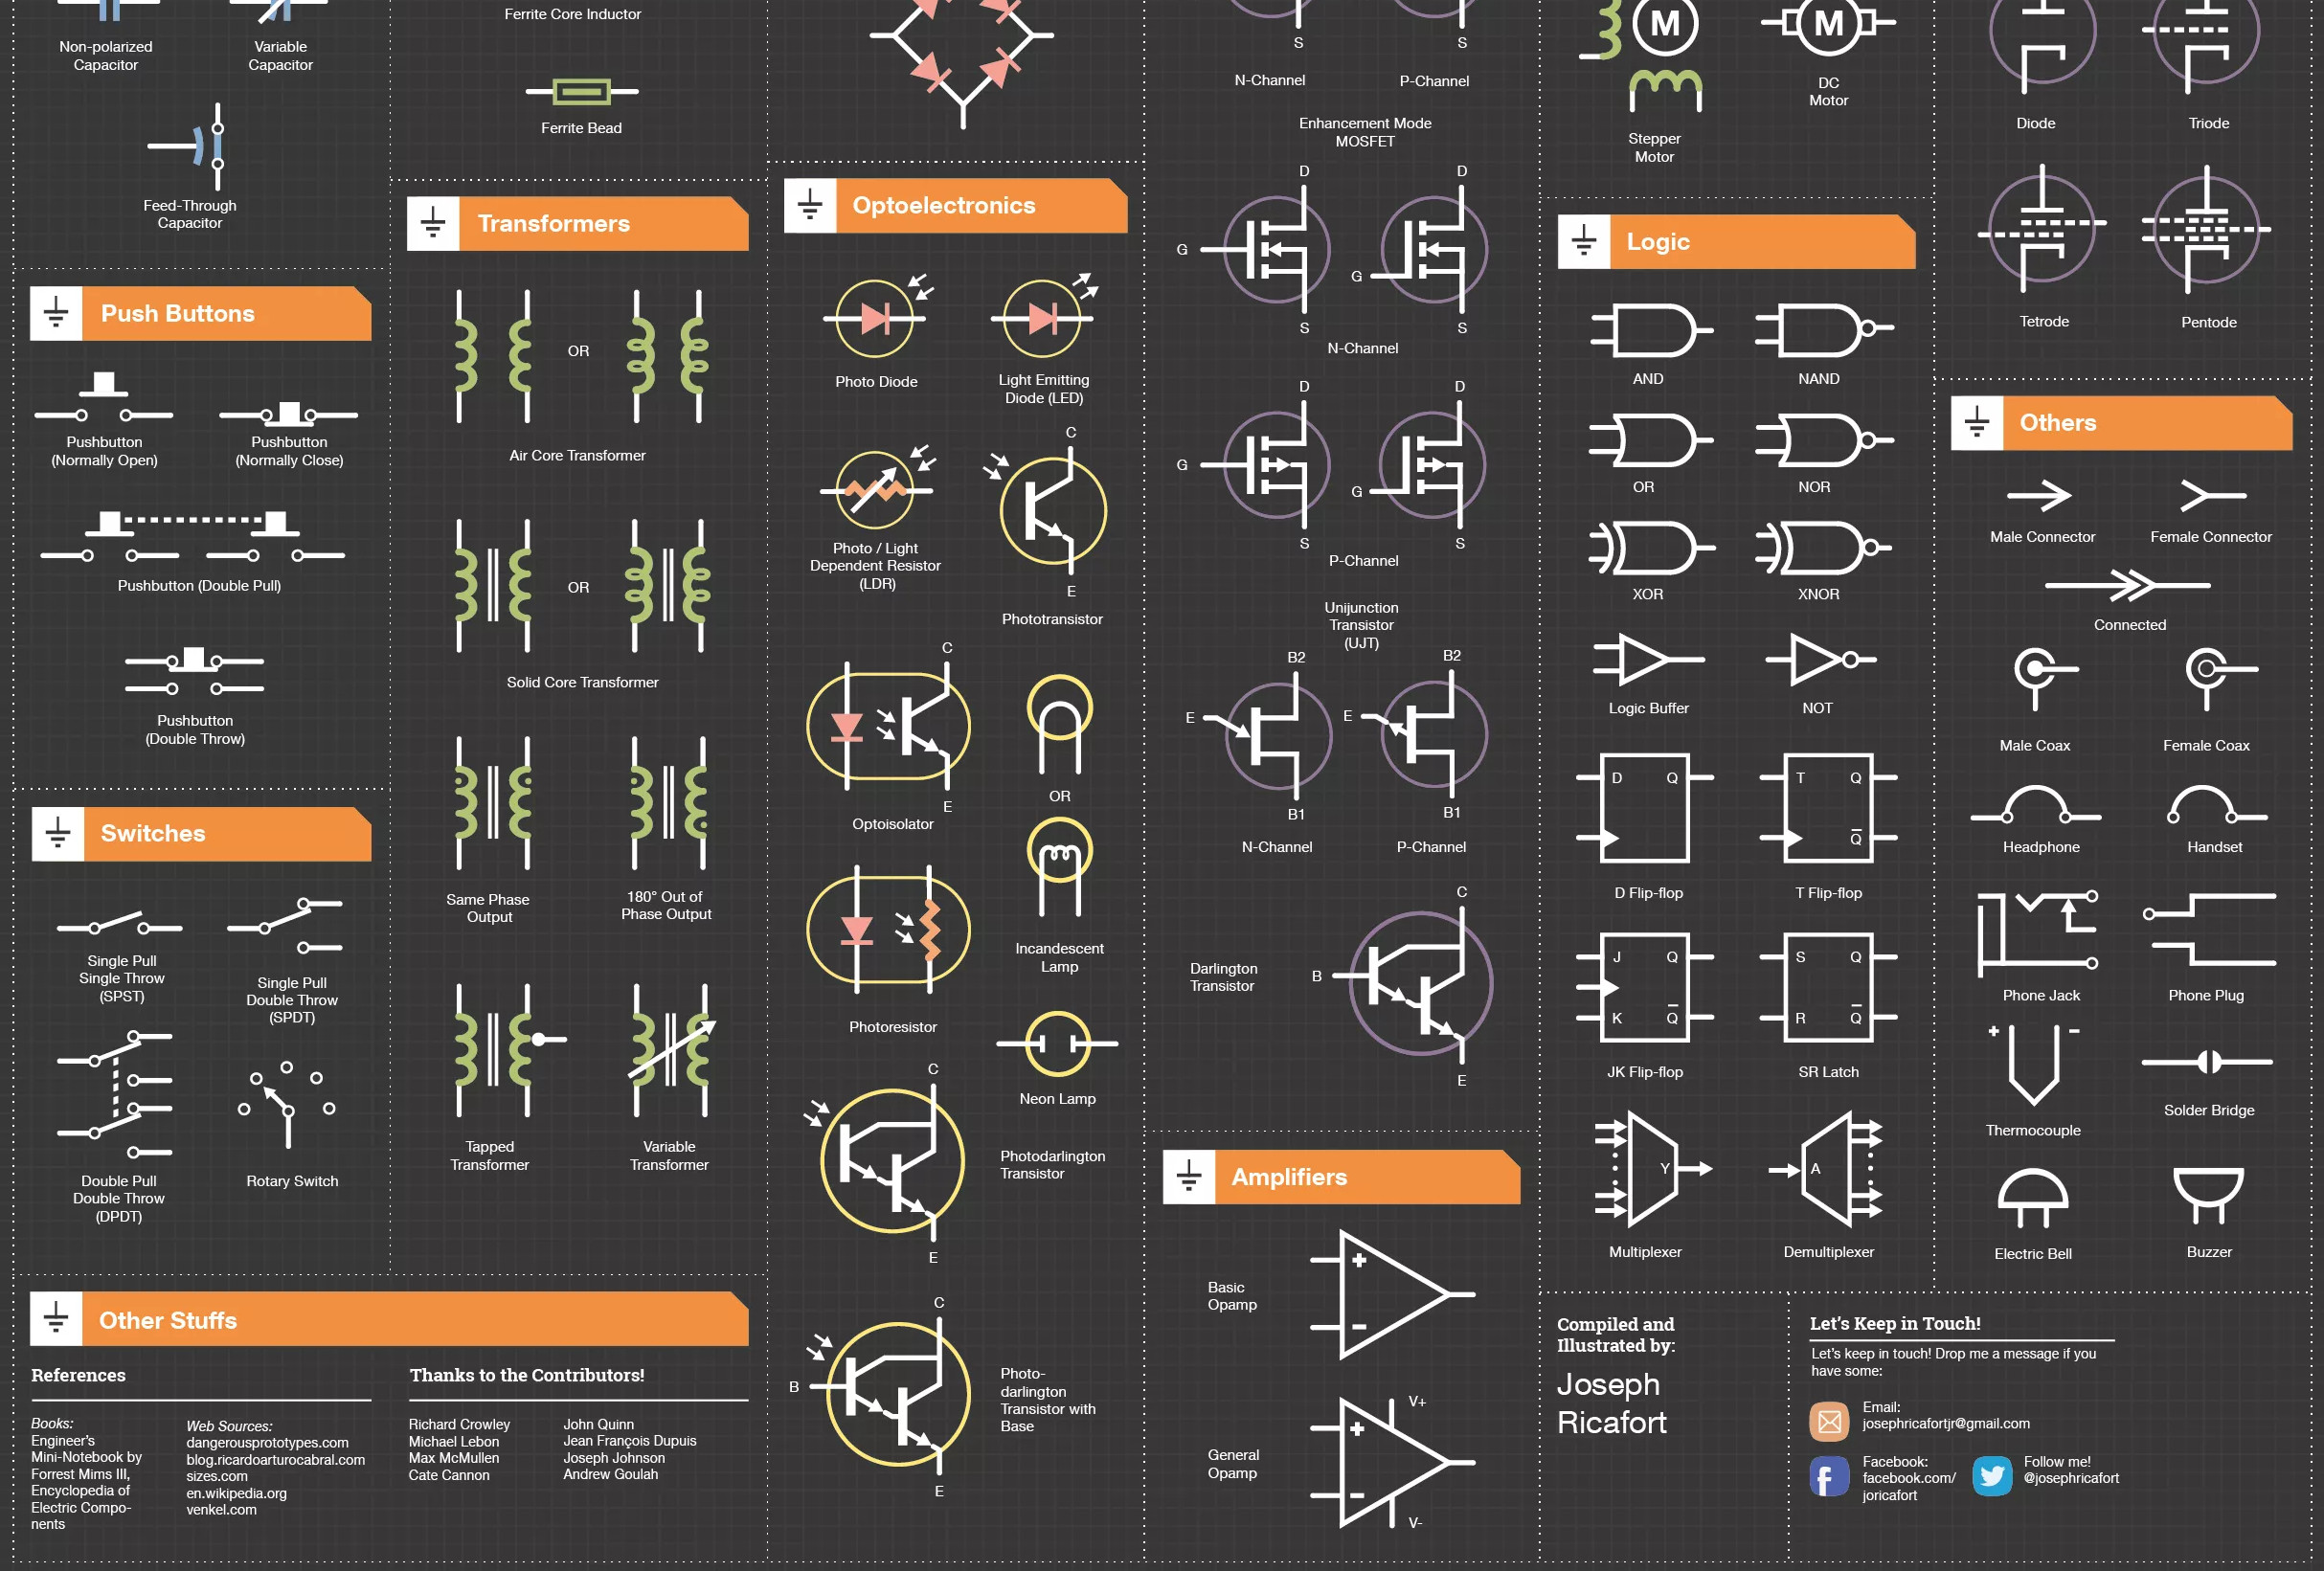 Non-polarized
Capacitor
Variable
Capacitor
Feed-Through
Capacitor
Push Buttons
Pushbutton
(Normally Open)
Pushbutton
(Normally Close)
Pushbutton (Double Pull)
Pushbutton
(Double Throw)
Switches
Single Pull
Single Throw
(SPST)
Single Pull
Double Throw
(SPDT)
Double Pull
Double Throw
(DPDT)
Rotary Switch
Ferrite Core Inductor
Ferrite Bead
Transformers
OR
Air Core Transformer
OR
Solid Core Transformer
Same Phase
Output
180° Out of
Phase Output
Tapped
Transformer
Variable
Transformer
Other Stuffs
References
Books:
Engineer's
Mini-Notebook by
Forrest Mims III,
Encyclopedia of
Electric Compo-
nents
Web Sources:
dangerousprototypes.com
blog.ricardoarturocabral.com
sizes.com
en.wikipedia.org
venkel.com
Thanks to the Contributors!
Richard Crowley
Michael Lebon
Max McMullen
Cate Cannon
John Quinn
Jean François Dupuis
Joseph Johnson
Andrew Goulah
Optoelectronics
Photo Diode
Light Emitting
Diode (LED)
Photo / Light
Dependent Resistor
(LDR)
C
E
Phototransistor
C
E
Optoisolator
OR
Incandescent
Lamp
Photoresistor
Neon Lamp
C
E
Photodarlington
Transistor
C
B
E
Photo-
darlington
Transistor with
Base
S
S
N-Channel
P-Channel
Enhancement Mode
MOSFET
D
D
G
G
S
S
N-Channel
D
D
G
G
S
S
P-Channel
Unijunction
Transistor
(UJT)
B2
B2
E
E
B1
B1
N-Channel
P-Channel
Darlington
Transistor
C
B
E
Amplifiers
Basic
Opamp
+
−
General
Opamp
V+
+
−
V-
M
M
Stepper
Motor
DC
Motor
Logic
AND
NAND
OR
NOR
XOR
XNOR
Logic Buffer
NOT
D Q
D Flip-flop
T Q
Q̅
T Flip-flop
J Q
K Q̅
JK Flip-flop
S Q
R Q̅
SR Latch
Y
Multiplexer
A
Demultiplexer
Diode
Triode
Tetrode
Pentode
Others
Male Connector
Female Connector
Connected
Male Coax
Female Coax
Headphone
Handset
Phone Jack
Phone Plug
+ −
Thermocouple
Solder Bridge
Electric Bell
Buzzer
Compiled and
Illustrated by:
Joseph
Ricafort
Let's Keep in Touch!
Let's keep in touch! Drop me a message if you
have some:
Email:
josephricafortjr@gmail.com
f
Facebook:
facebook.com/
joricafort
Follow me!
@josephricafort